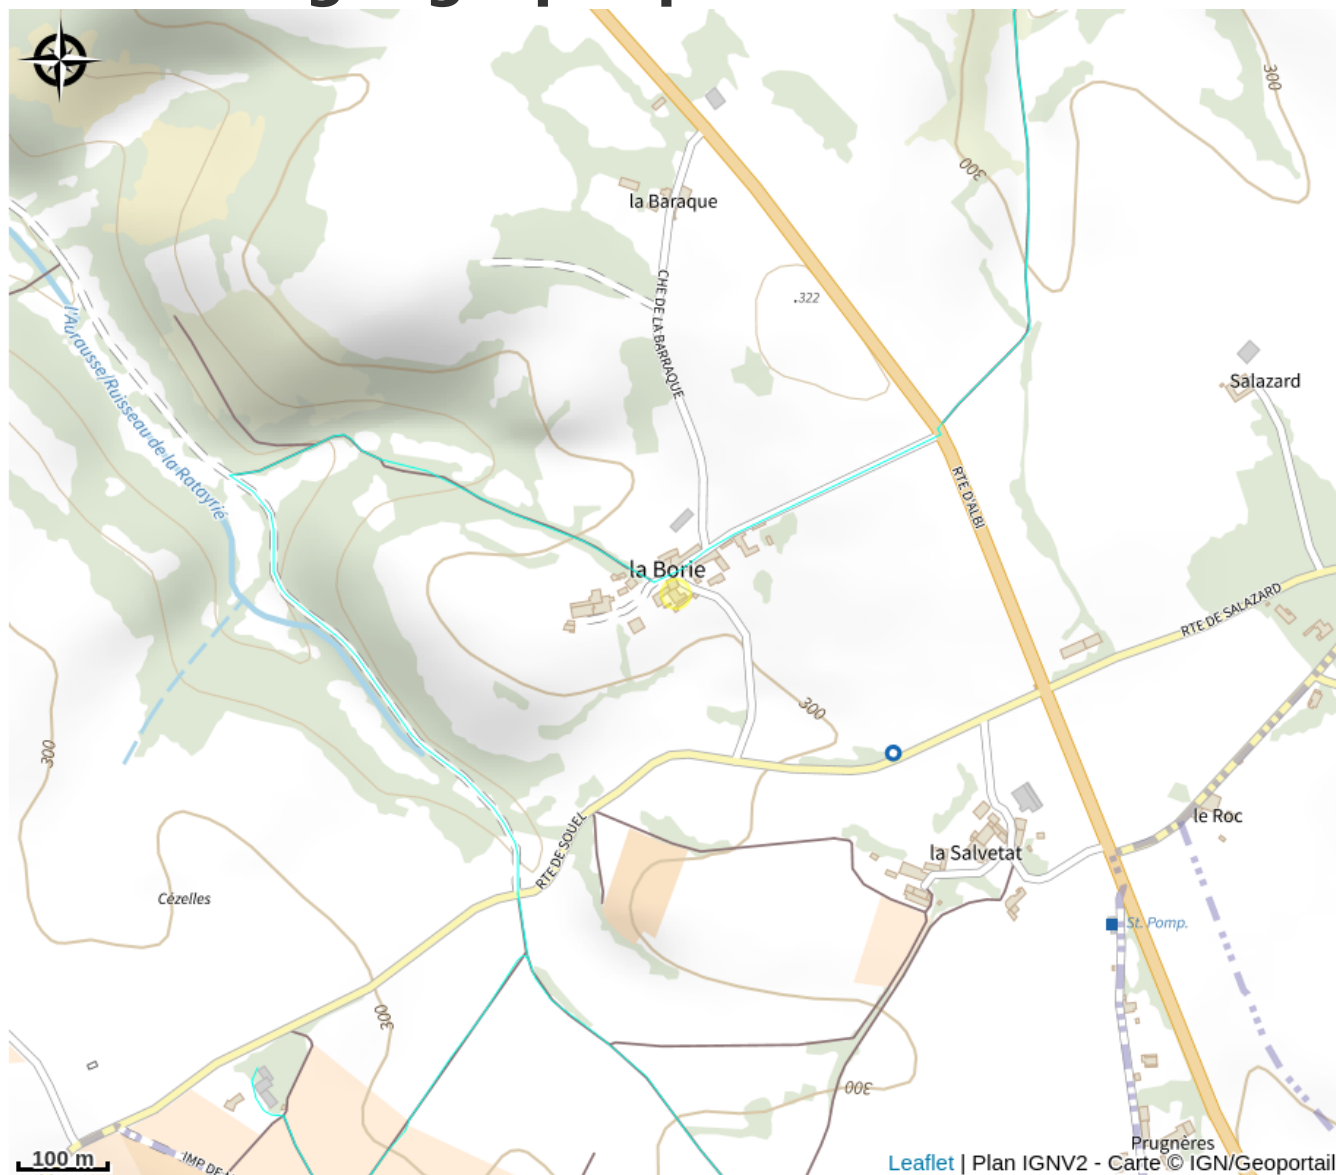 300
300
la Baraque
CHE DE LA BARRAQUE
.322
l'Aurausse/Ruisseau de la Ratayrié
Salazard
RTE D'ALBI
la Borie
RTE DE SALAZARD
300
300
RTE DE SOUEL
le Roc
la Salvetat
Cézelles
St. Pomp.
300
300
Prugnères
100 m
Leaflet | Plan IGNV2 - Carte © IGN/Geoportail